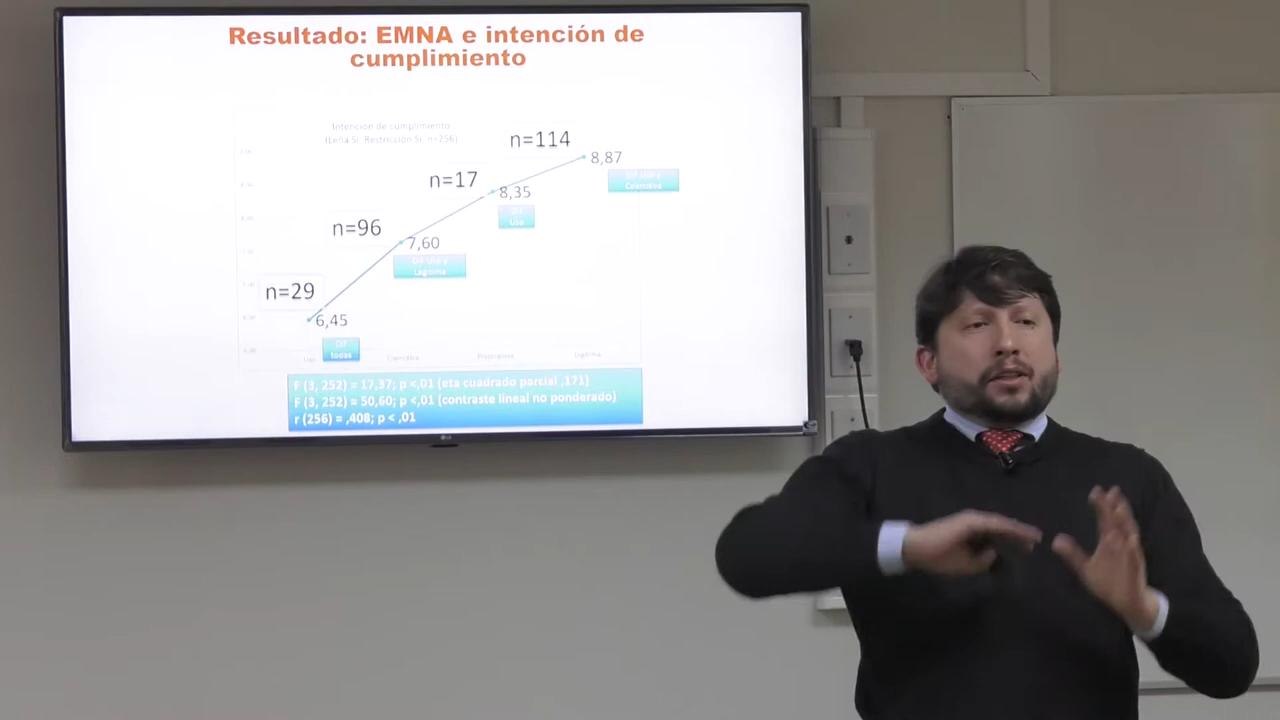 Resultado: EMNA e intención de
cumplimiento
Intención de cumplimiento
(Leña Sí, Restricción Sí, n=256)
n=114
8,87
Dif Uso y
Coercitiva
n=17
8,35
Dif
Uso
n=96
7,60
Dif Uso y
Legítima
n=29
6,45
Dif
todas
Uso
Coercitiva
Legítima
F (3, 252) = 17,37; p <,01 (eta cuadrado parcial ,171)
F (3, 252) = 50,60; p <,01 (contraste lineal no ponderado)
r (256) = ,408; p < ,01
LG